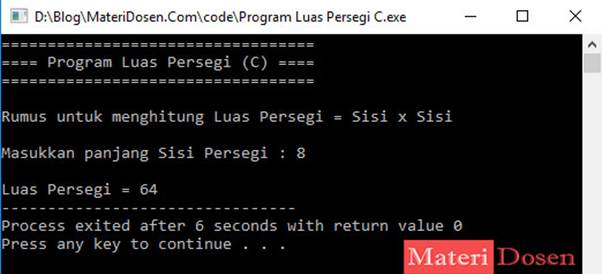 D:\Blog\MateriDosen.Com\code\Program Luas Persegi C.exe
=================================
==== Program Luas Persegi (C) ====
=================================
Rumus untuk menghitung Luas Persegi = Sisi x Sisi
Masukkan panjang Sisi Persegi : 8
Luas Persegi = 64
--------------------------------
Process exited after 6 seconds with return value 0
Press any key to continue . . .
Materi Dosen